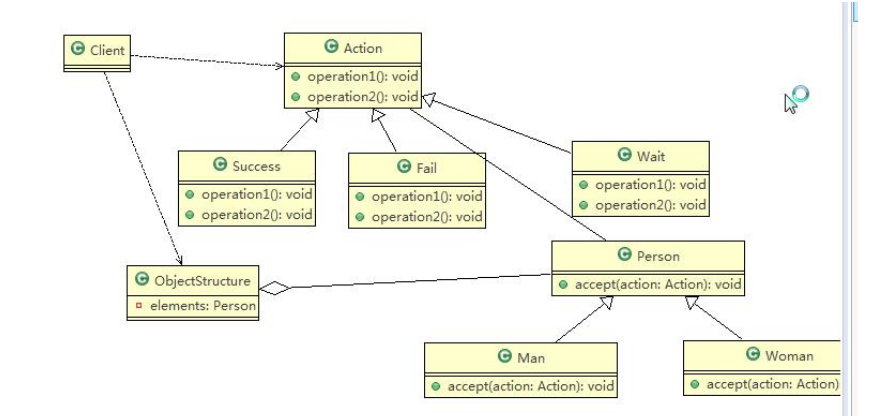 Client
Action
operation1(): void
operation2(): void
Success
operation1(): void
operation2(): void
Fail
operation1(): void
operation2(): void
Wait
operation1(): void
operation2(): void
Person
accept(action: Action): void
ObjectStructure
elements: Person
Man
accept(action: Action): void
Woman
accept(action: Action)